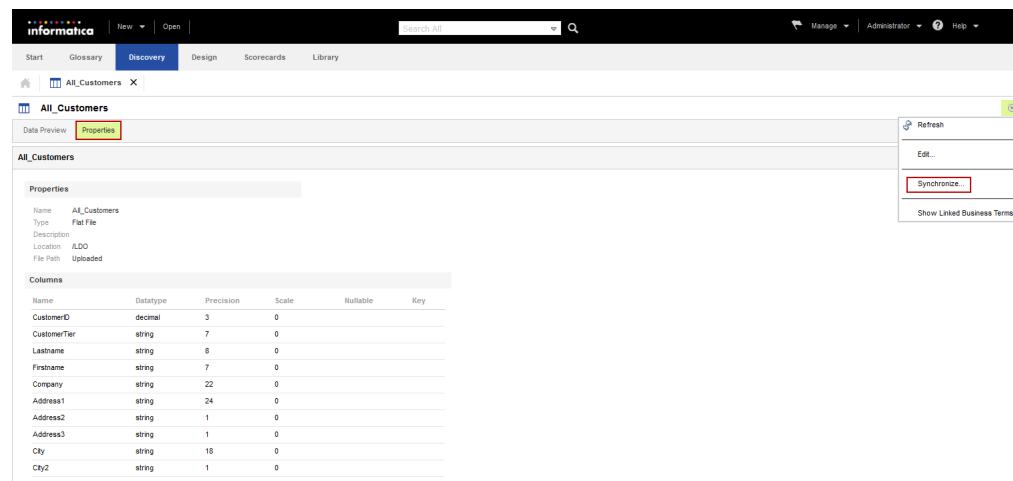 informatica New Open Search All Manage Administrator ? Help
Start Glossary Discovery Design Scorecards Library
All_Customers X
All_Customers
Data Preview Properties
Refresh
Edit...
Synchronize...
Show Linked Business Terms
All_Customers
Properties
Name All_Customers
Type Flat File
Description
Location /LDO
File Path Uploaded
Columns
Name Datatype Precision Scale Nullable Key
CustomerID decimal 3 0
CustomerTier string 7 0
Lastname string 8 0
Firstname string 7 0
Company string 22 0
Address1 string 24 0
Address2 string 1 0
Address3 string 1 0
City string 18 0
City2 string 1 0